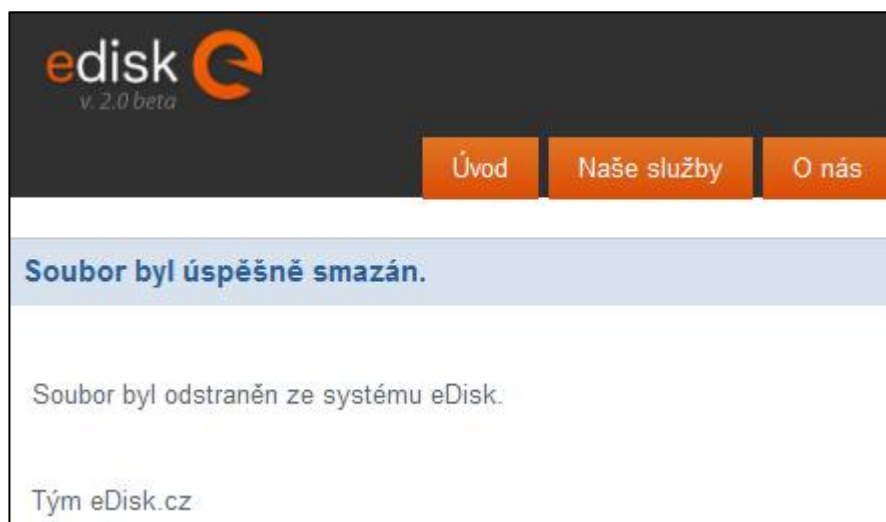 edisk
v. 2.0 beta
Úvod Naše služby O nás
Soubor byl úspěšně smazán.
Soubor byl odstraněn ze systému eDisk.
Tým eDisk.cz